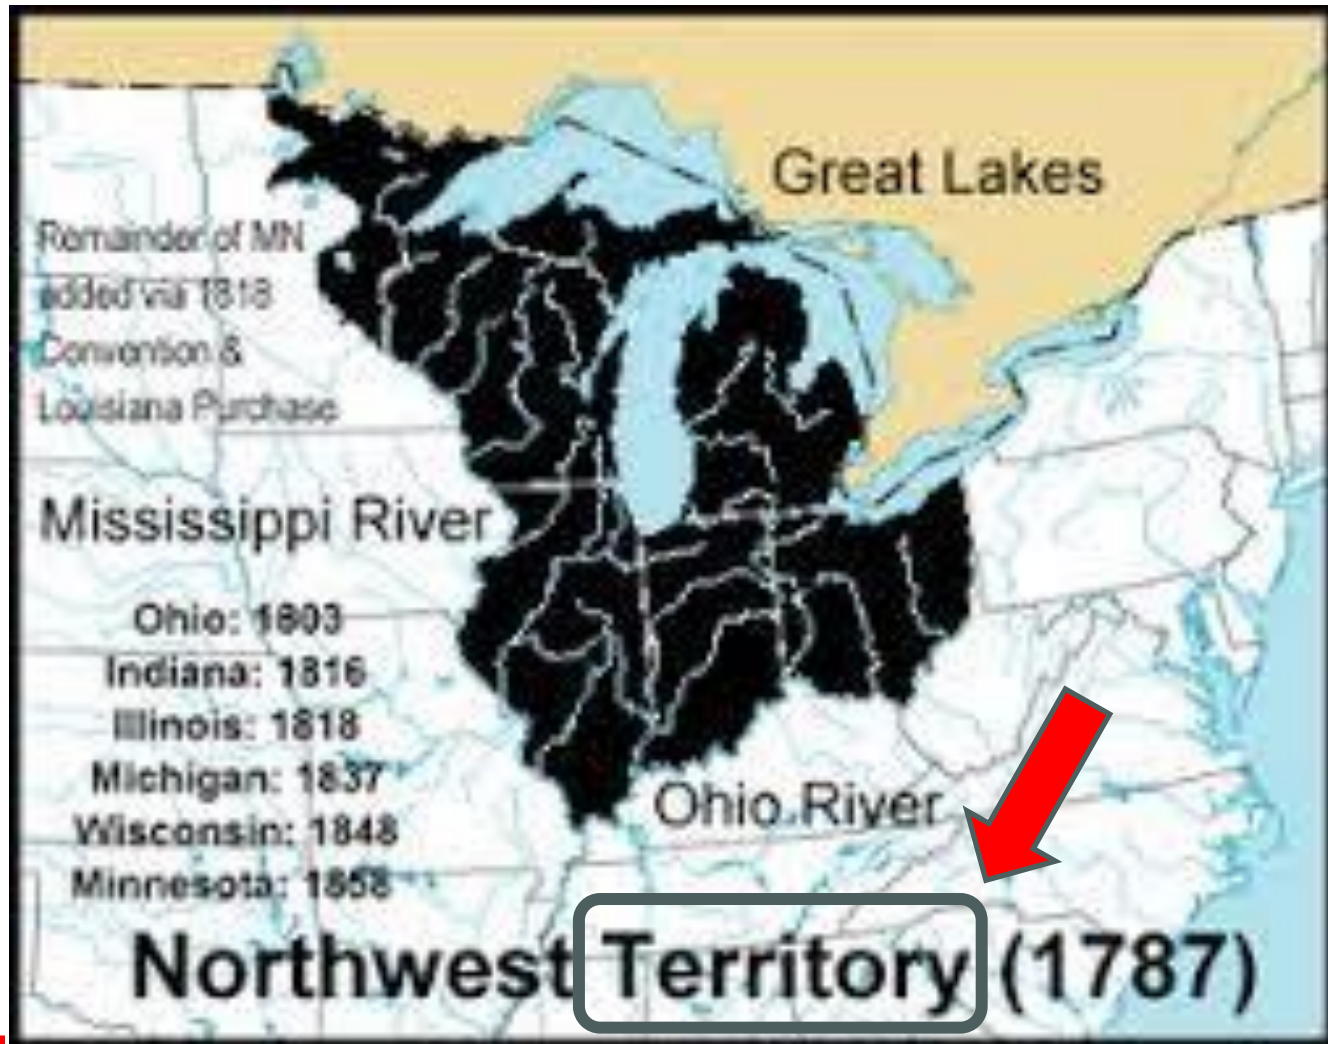 Great Lakes
Remainder of MN
added via 1818
Convention &
Louisiana Purchase
Mississippi River
Ohio: 1803
Indiana: 1816
Illinois: 1818
Michigan: 1837
Wisconsin: 1848
Minnesota: 1858
Ohio River
Northwest Territory (1787)